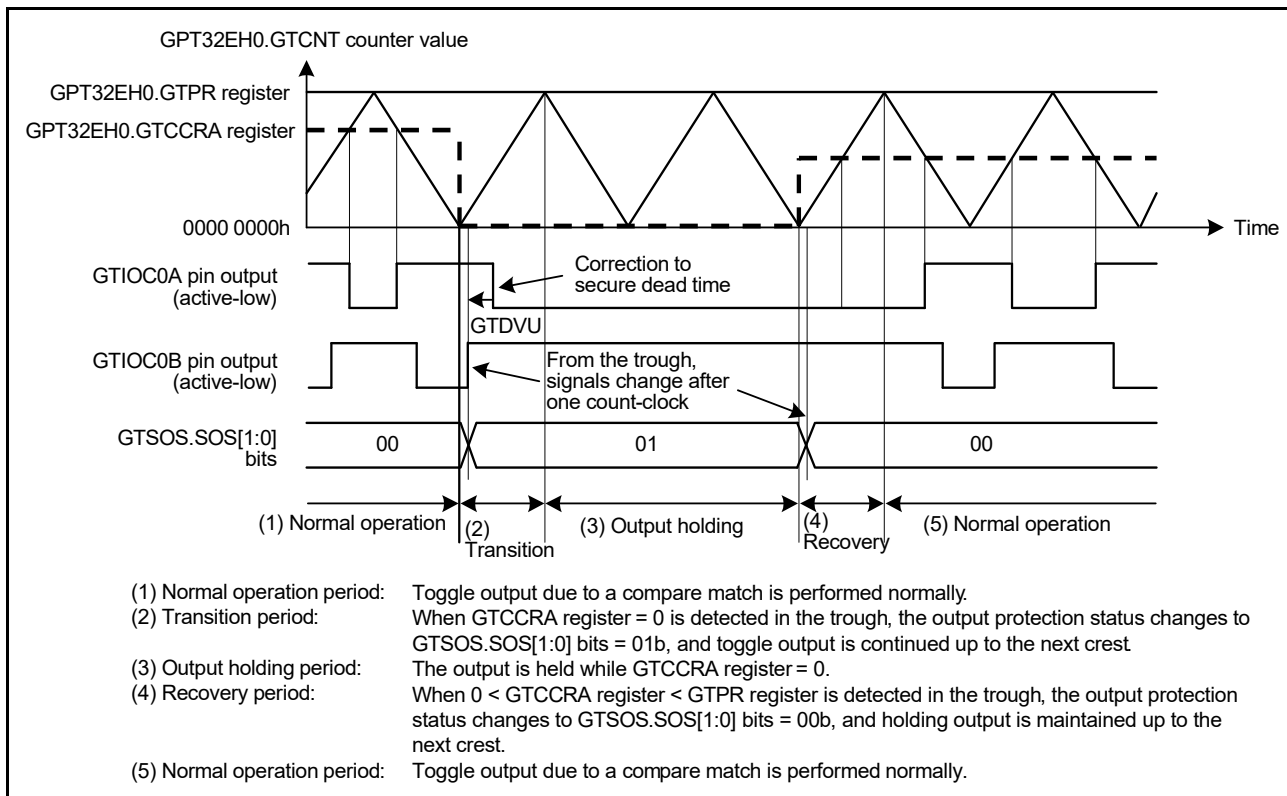 GPT32EH0.GTCNT counter value
GPT32EH0.GTPR register
GPT32EH0.GTCCRA register
0000 0000h
Time
GTIOC0A pin output
(active-low)
Correction to
secure dead time
GTDVU
GTIOC0B pin output
(active-low)
From the trough,
signals change after
one count-clock
GTSOS.SOS[1:0]
bits
00
01
00
(1) Normal operation
(2)
Transition
(3) Output holding
(4)
Recovery
(5) Normal operation
(1) Normal operation period: Toggle output due to a compare match is performed normally.
(2) Transition period: When GTCCRA register = 0 is detected in the trough, the output protection status changes to
GTSOS.SOS[1:0] bits = 01b, and toggle output is continued up to the next crest.
(3) Output holding period: The output is held while GTCCRA register = 0.
(4) Recovery period: When 0 < GTCCRA register < GTPR register is detected in the trough, the output protection
status changes to GTSOS.SOS[1:0] bits = 00b, and holding output is maintained up to the
next crest.
(5) Normal operation period: Toggle output due to a compare match is performed normally.